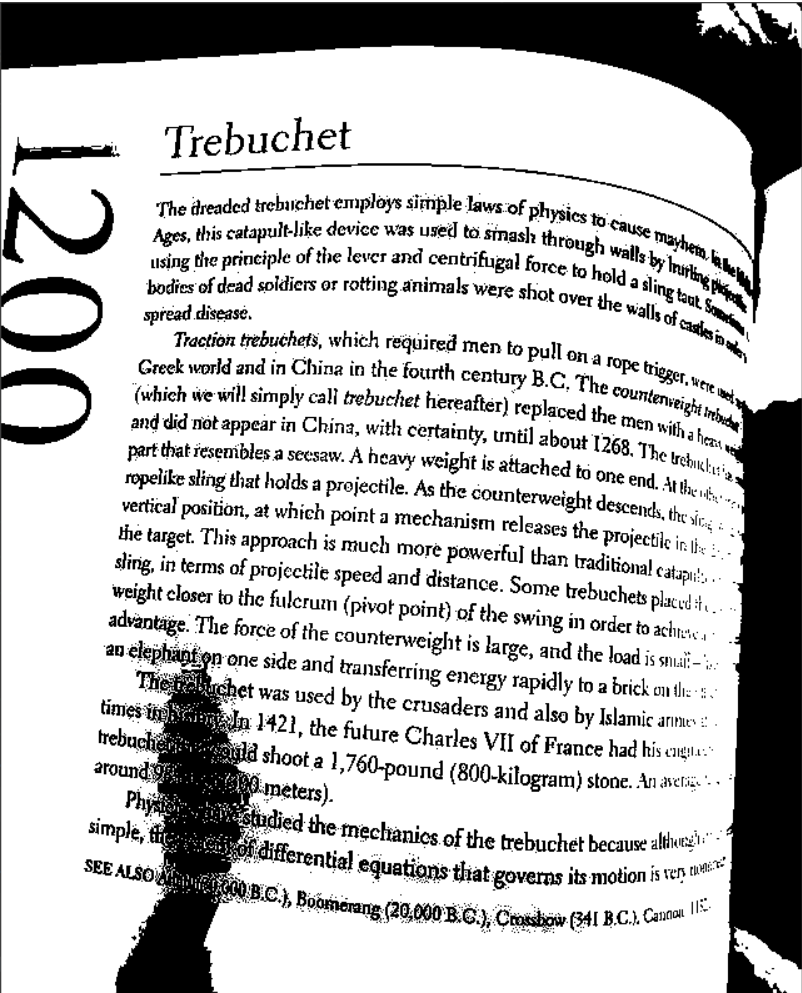 1200
Trebuchet
The dreaded trebuchet employs simple laws of physics to cause mayhem. In the
Ages, this catapult-like device was used to smash through walls by hurling
using the principle of the lever and centrifugal force to hold a sling taut.
bodies of dead soldiers or rotting animals were shot over the walls of castles in order
spread disease.
Traction trebuchets, which required men to pull on a rope trigger, were used
Greek world and in China in the fourth century B.C. The counterweight trebuchet
(which we will simply call trebuchet hereafter) replaced the men with a heavy
and did not appear in China, with certainty, until about 1268. The trebuchet
part that resembles a seesaw. A heavy weight is attached to one end. At the
ropelike sling that holds a projectile. As the counterweight descends, the
vertical position, at which point a mechanism releases the projectile in the
the target. This approach is much more powerful than traditional
sling, in terms of projectile speed and distance. Some trebuchets placed
weight closer to the fulcrum (pivot point) of the swing in order to achieve
advantage. The force of the counterweight is large, and the load is small—
an elephant on one side and transferring energy rapidly to a brick on the
The trebuchet was used by the crusaders and also by Islamic armies
times in In 1421, the future Charles VII of France had his
shoot a 1,760-pound (800-kilogram) stone. An average
around meters).
studied the mechanics of the trebuchet because although
simple, of differential equations that governs its motion is very
SEE ALSO B.C.), Boomerang (20,000 B.C.), Crossbow (341 B.C.), Cannon